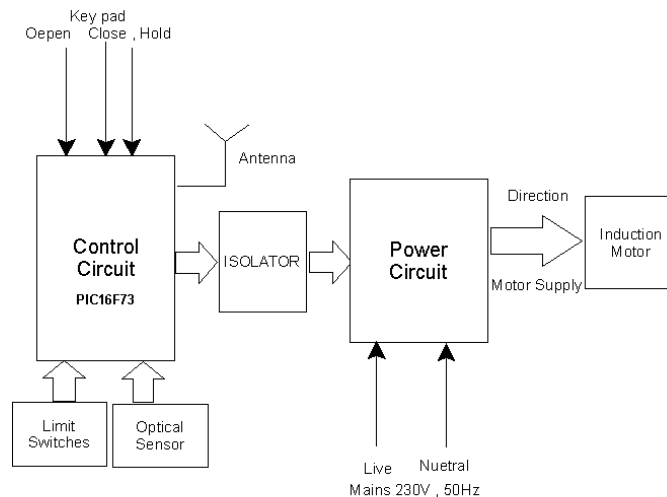 Key pad
Oepen Close , Hold
Antenna
Control
Circuit
PIC16F73
ISOLATOR
Power
Circuit
Direction
Motor Supply
Induction
Motor
Limit
Switches
Optical
Sensor
Live Nuetral
Mains 230V , 50Hz